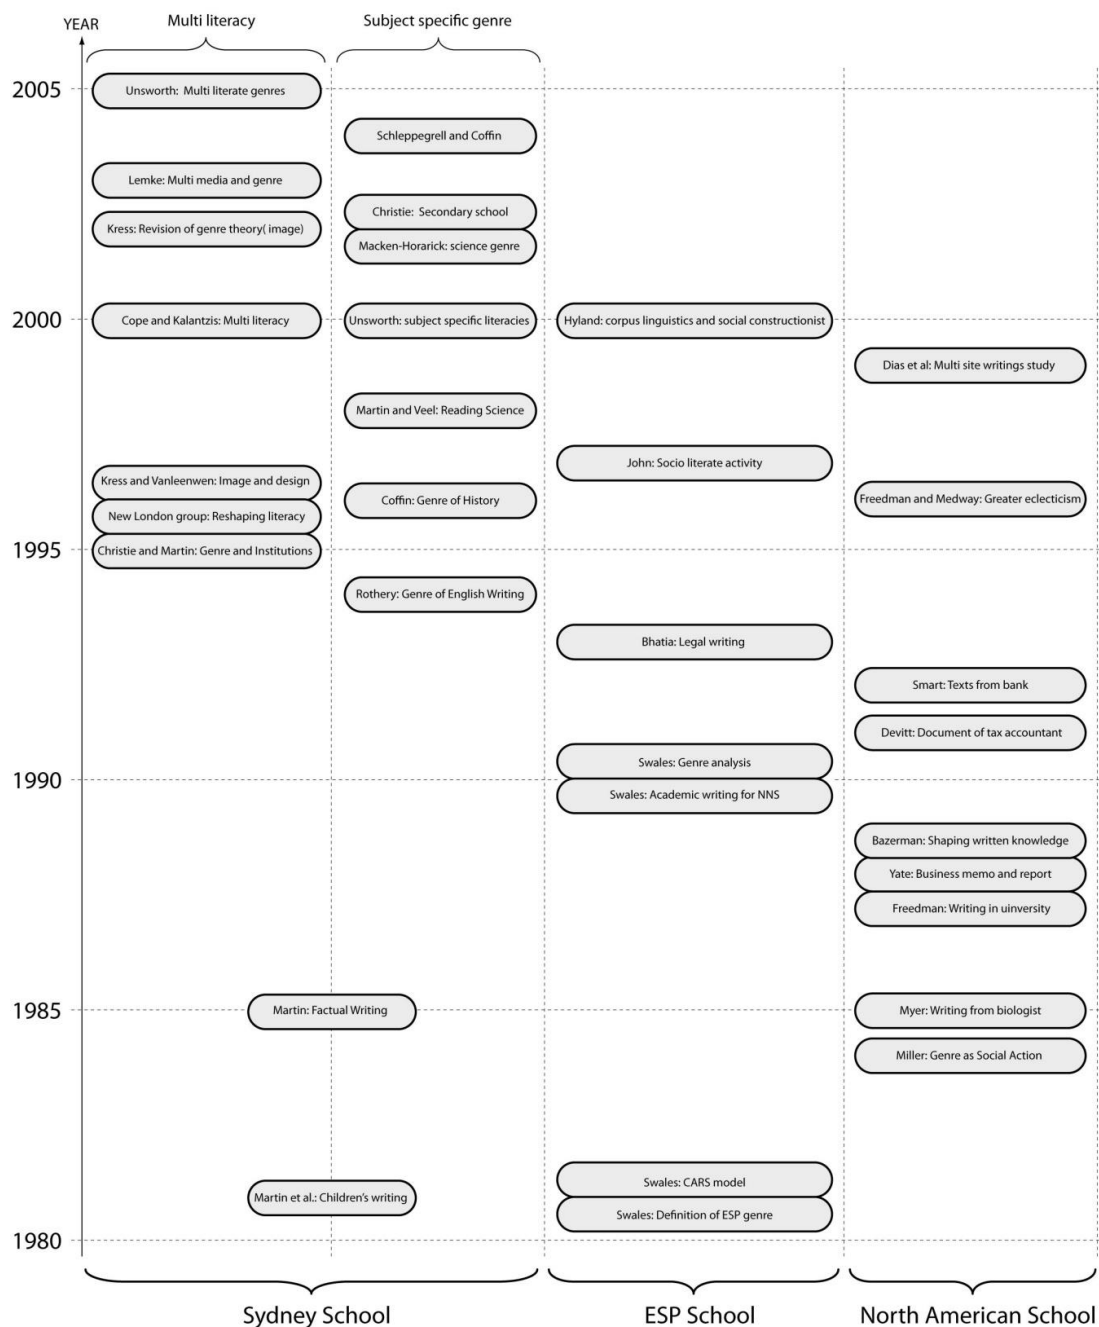 YEAR
Multi literacy
Subject specific genre
2005
Unsworth:  Multi literate genres
Schleppegrell and Coffin
Lemke: Multi media and genre
Christie:  Secondary school
Kress: Revision of genre theory( image)
Macken-Horarick: science genre
2000
Cope and Kalantzis: Multi literacy
Unsworth: subject specific literacies
Hyland: corpus linguistics and social constructionist
Dias et al: Multi site writings study
Martin and Veel: Reading Science
John: Socio literate activity
Kress and Vanleenwen: Image and design
Coffin: Genre of History
Freedman and Medway: Greater eclecticism
New London group: Reshaping literacy
1995
Christie and Martin: Genre and Institutions
Rothery: Genre of English Writing
Bhatia: Legal writing
Smart: Texts from bank
Devitt: Document of tax accountant
Swales: Genre analysis
1990
Swales: Academic writing for NNS
Bazerman: Shaping written knowledge
Yate: Business memo and report
Freedman: Writing in uinversity
1985
Martin: Factual Writing
Myer: Writing from biologist
Miller: Genre as Social Action
Martin et al.: Children's writing
Swales: CARS model
Swales: Definition of ESP genre
1980
Sydney School
ESP School
North American School